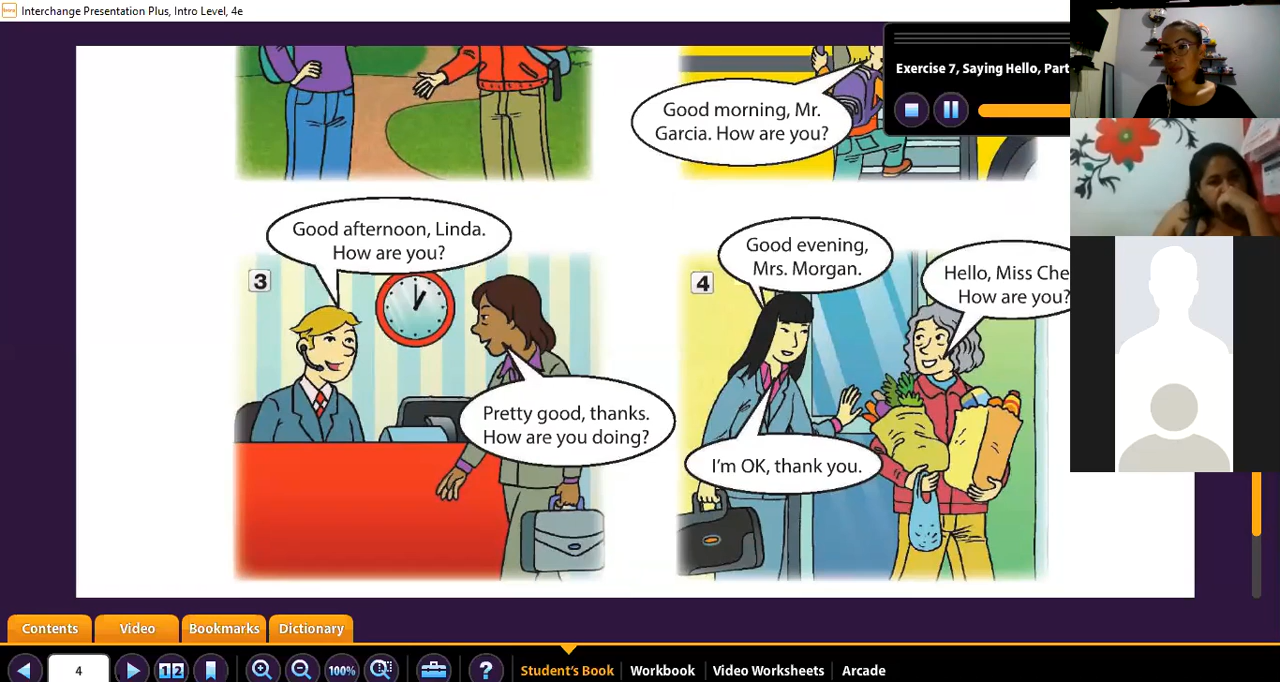 Interchange Presentation Plus, Intro Level, 4e
Exercise 7, Saying Hello, Part
Good morning, Mr.
Garcia. How are you?
3
Good afternoon, Linda.
How are you?
Pretty good, thanks.
How are you doing?
4
Good evening,
Mrs. Morgan.
Hello, Miss Che
How are you?
I'm OK, thank you.
Contents
Video
Bookmarks
Dictionary
4
1 2
100%
?
Student's Book
Workbook
Video Worksheets
Arcade